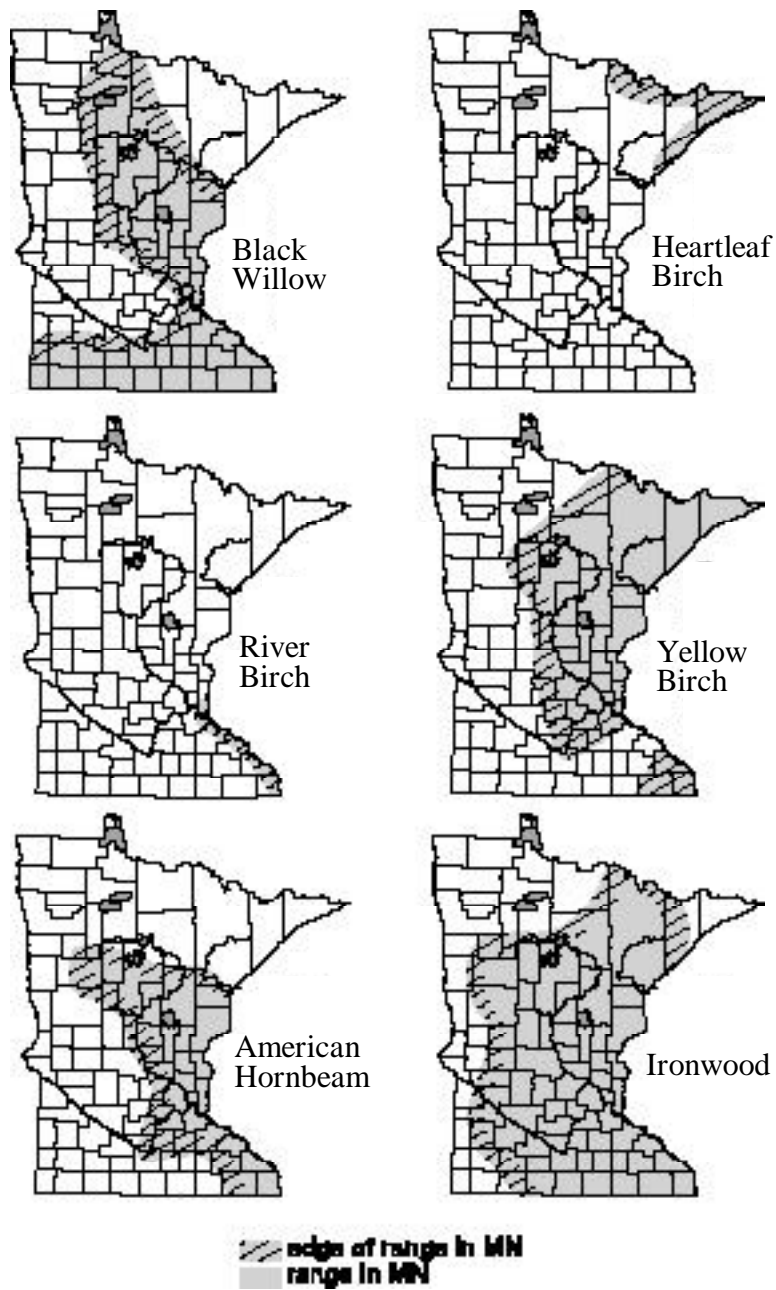 Black
Willow
Heartleaf
Birch
River
Birch
Yellow
Birch
American
Hornbeam
Ironwood
edge of range in MN
range in MN